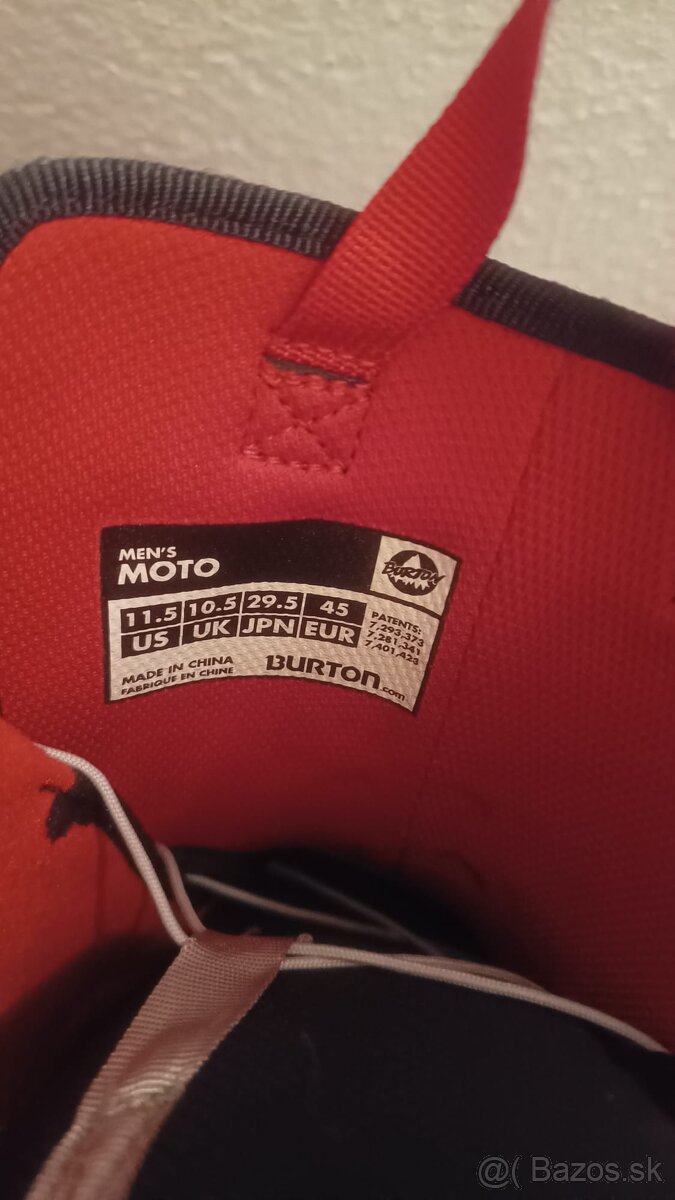 MEN'S
MOTO
BURTON
11.5 10.5 29.5 45
US UK JPN EUR
PATENTS:
7,293,373
7,281,341
7,401,423
MADE IN CHINA
FABRIQUE EN CHINE
BURTON.com
@( Bazos.sk